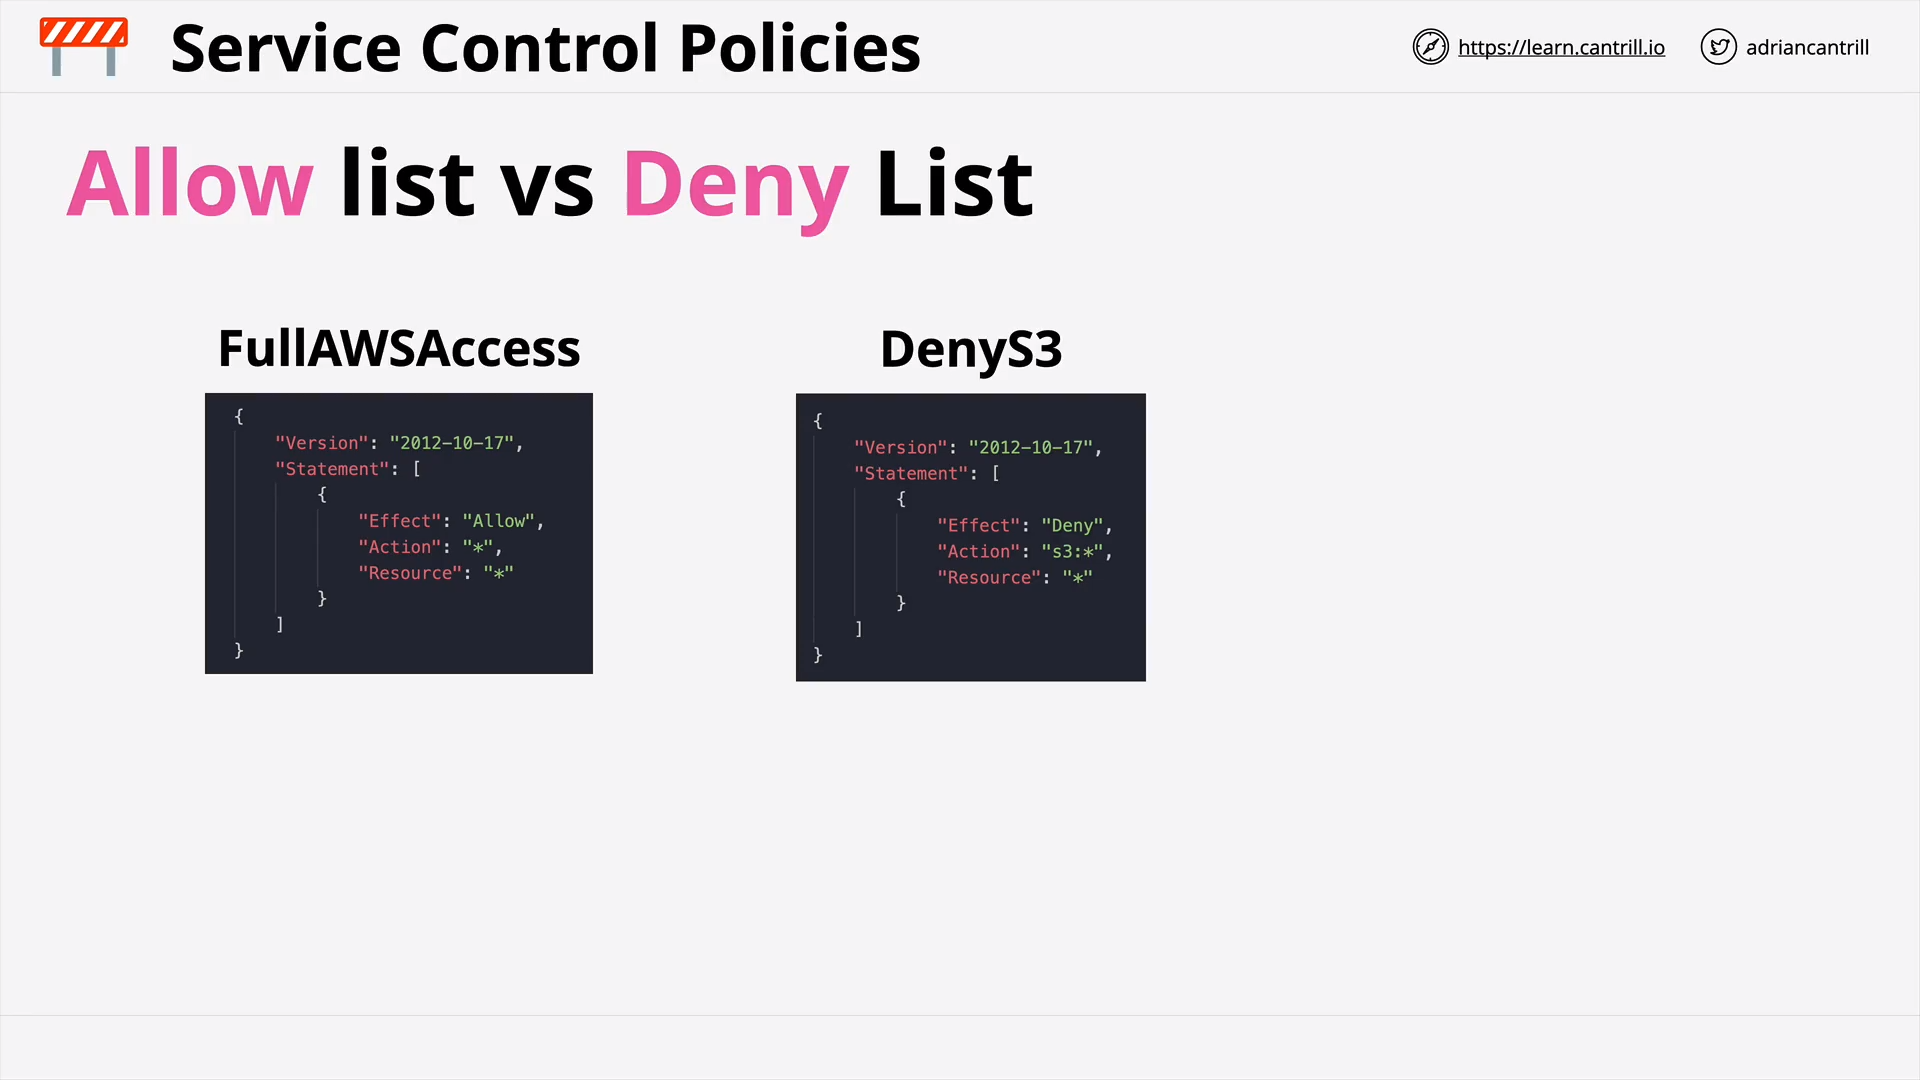 Service Control Policies
https://learn.cantrill.io
adriancantrill
Allow list vs Deny List
FullAWSAccess
{
"Version": "2012-10-17",
"Statement": [
{
"Effect": "Allow",
"Action": "*",
"Resource": "*"
}
]
}
DenyS3
{
"Version": "2012-10-17",
"Statement": [
{
"Effect": "Deny",
"Action": "s3:*",
"Resource": "*"
}
]
}